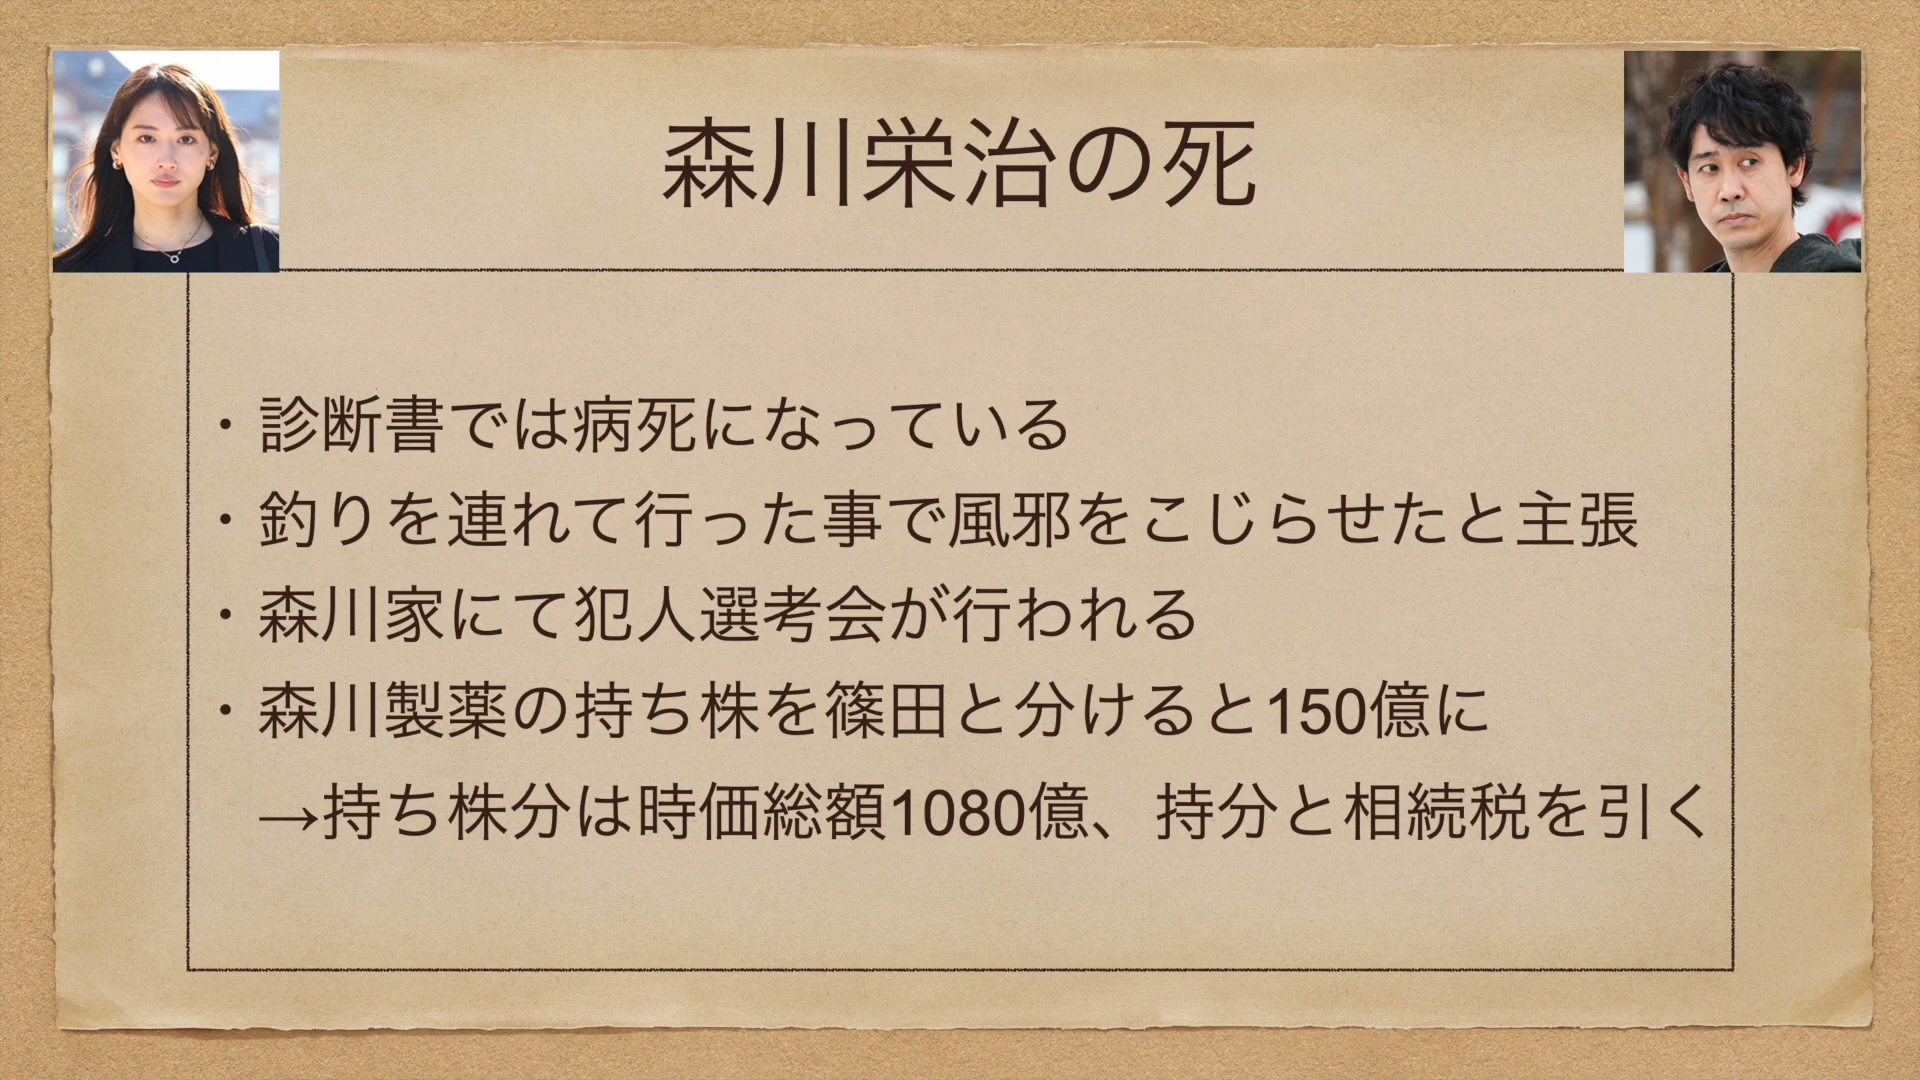 森川栄治の死
・診断書では病死になっている
・釣りを連れて行った事で風邪をこじらせたと主張
・森川家にて犯人選考会が行われる
・森川製薬の持ち株を篠田と分けると150億に
→持ち株分は時価総額1080億、持分と相続税を引く